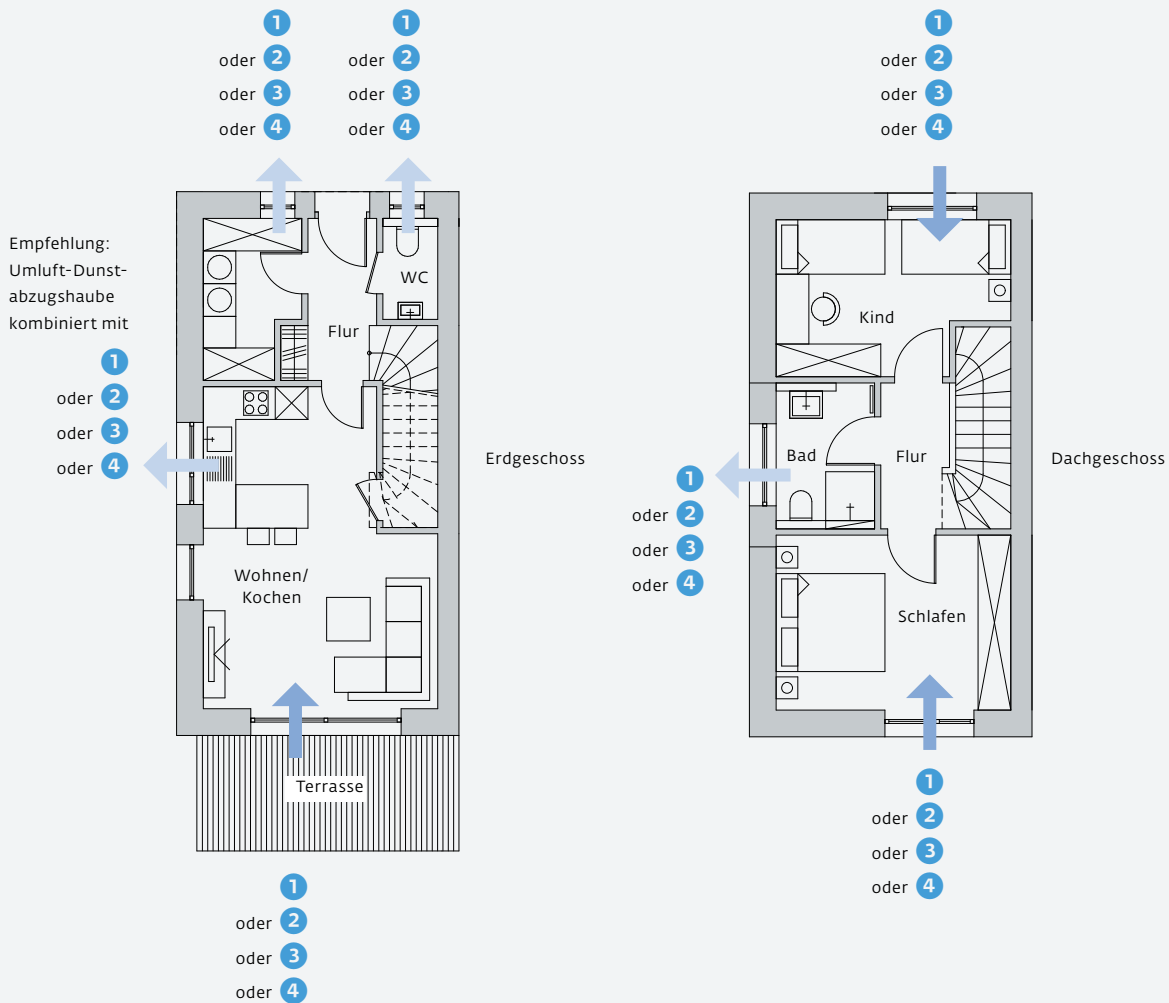 1
oder 2
oder 3
oder 4
1
oder 2
oder 3
oder 4
Empfehlung:
Umluft-Dunst-
abzugshaube
kombiniert mit
1
oder 2
oder 3
oder 4
WC
Flur
Wohnen/
Kochen
Terrasse
Erdgeschoss
1
oder 2
oder 3
oder 4
1
oder 2
oder 3
oder 4
Kind
Bad
Flur
Schlafen
Dachgeschoss
1
oder 2
oder 3
oder 4
1
oder 2
oder 3
oder 4